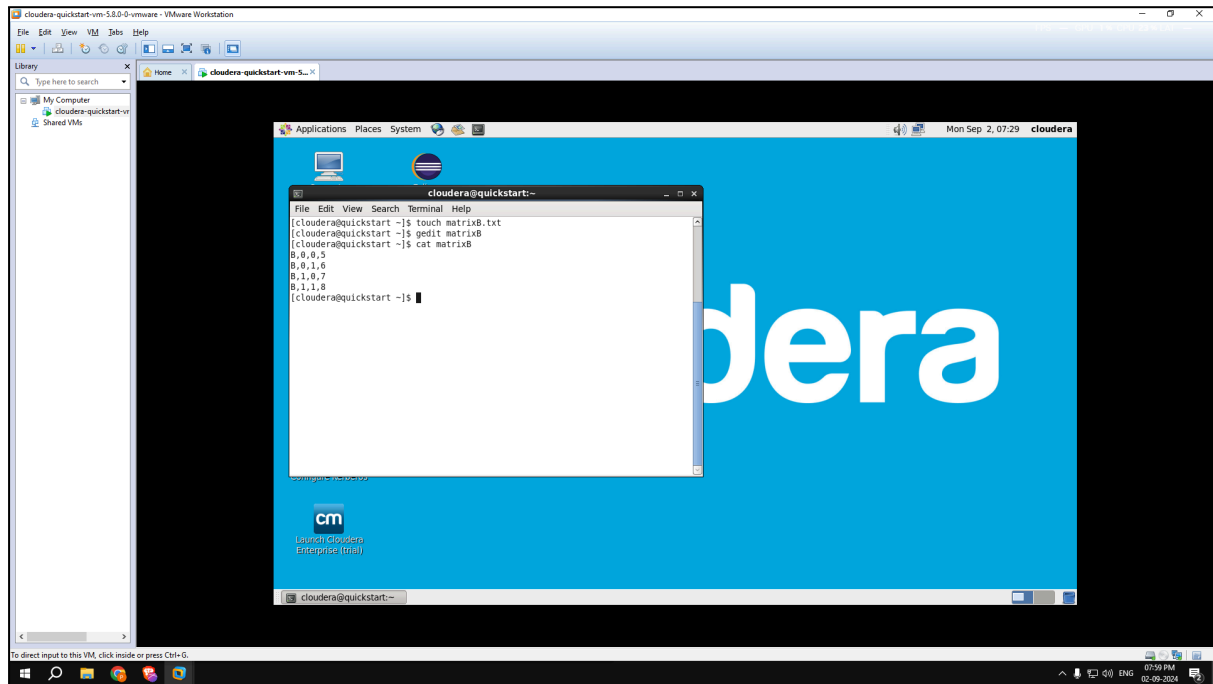 cloudera-quickstart-vm-5.8.0-0-vmware - VMware Workstation
File Edit View VM Tabs Help
Library
Type here to search
My Computer
cloudera-quickstart-vr
Shared VMs
Home
cloudera-quickstart-vm-5...
Applications Places System
Mon Sep 2, 07:29 cloudera
cloudera@quickstart:~
File Edit View Search Terminal Help
[cloudera@quickstart ~]$ touch matrixB.txt
[cloudera@quickstart ~]$ gedit matrixB
[cloudera@quickstart ~]$ cat matrixB
B,0,0,5
B,0,1,6
B,1,0,7
B,1,1,8
[cloudera@quickstart ~]$
dera
Configure Kerberos
cm
Launch Cloudera
Enterprise (trial)
cloudera@quickstart:~
To direct input to this VM, click inside or press Ctrl+G.
ENG
07:59 PM
02-09-2024
2